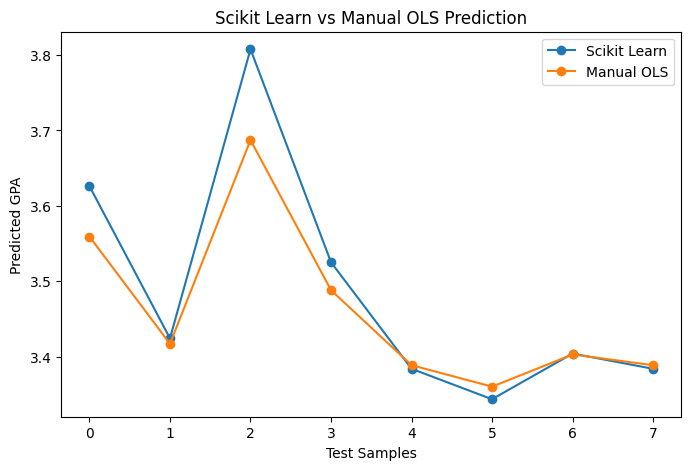 Scikit Learn vs Manual OLS Prediction
Scikit Learn
Manual OLS
Predicted GPA
3.8
3.7
3.6
3.5
3.4
0 1 2 3 4 5 6 7
Test Samples